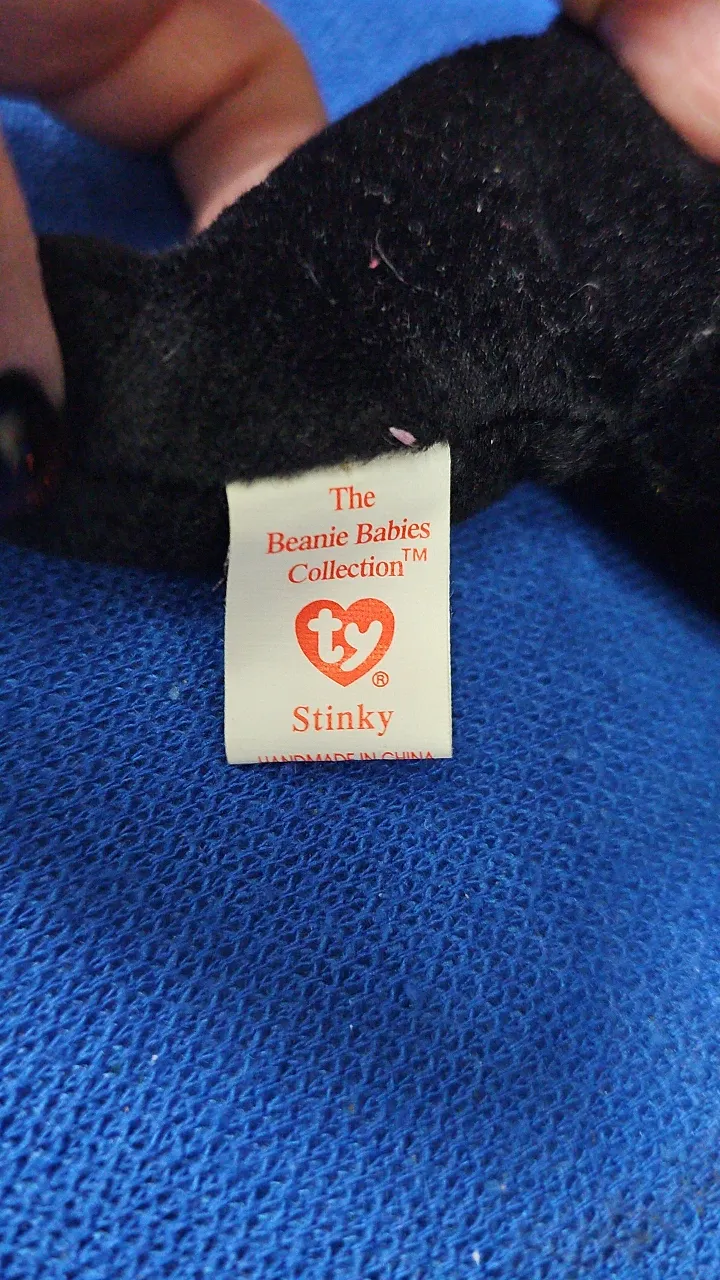 The
Beanie Babies
Collection™
ty®
Stinky
HANDMADE IN CHINA